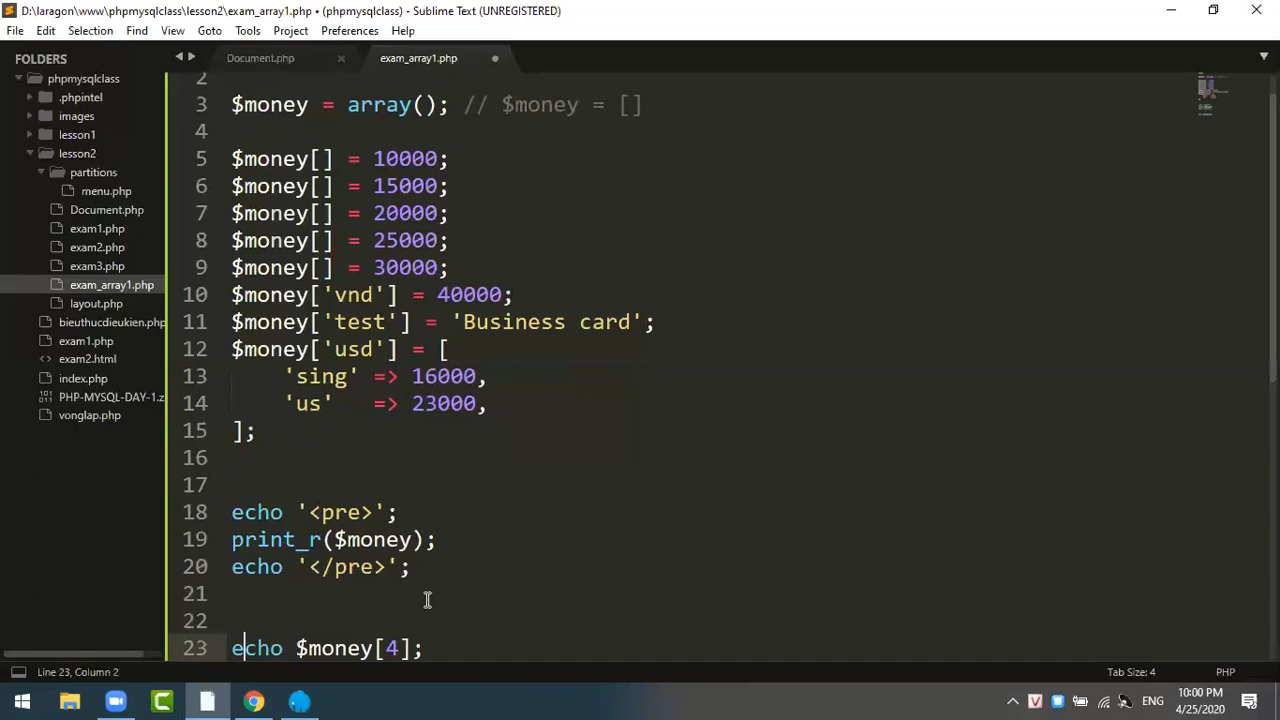 D:\laragon\www\phpmysqlclass\lesson2\exam_array1.php • (phpmysqlclass) - Sublime Text (UNREGISTERED)
File Edit Selection Find View Goto Tools Project Preferences Help
FOLDERS
phpmysqlclass
.phpintel
images
lesson1
lesson2
partitions
menu.php
Document.php
exam1.php
exam2.php
exam3.php
exam_array1.php
layout.php
bieuthucdieukien.php
exam1.php
exam2.html
index.php
PHP-MYSQL-DAY-1.z
vonglap.php
Document.php exam_array1.php
2
3 $money = array(); // $money = []
4
5 $money[] = 10000;
6 $money[] = 15000;
7 $money[] = 20000;
8 $money[] = 25000;
9 $money[] = 30000;
10 $money['vnd'] = 40000;
11 $money['test'] = 'Business card';
12 $money['usd'] = [
13 'sing' => 16000,
14 'us' => 23000,
15 ];
16
17
18 echo '<pre>';
19 print_r($money);
20 echo '</pre>';
21
22
23 echo $money[4];
Line 23, Column 2 Tab Size: 4 PHP
ENG
10:00 PM
4/25/2020